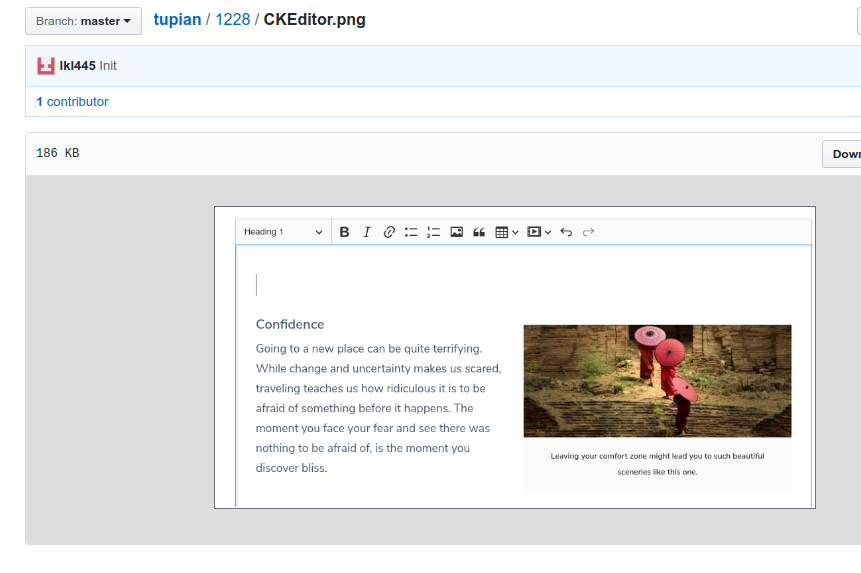 Branch: master
tupian / 1228 / CKEditor.png
lkl445 Init
1 contributor
186 KB
Heading 1
Confidence
Going to a new place can be quite terrifying.
While change and uncertainty makes us scared,
traveling teaches us how ridiculous it is to be
afraid of something before it happens. The
moment you face your fear and see there was
nothing to be afraid of, is the moment you
discover bliss.
Leaving your comfort zone might lead you to such beautiful
sceneries like this one.